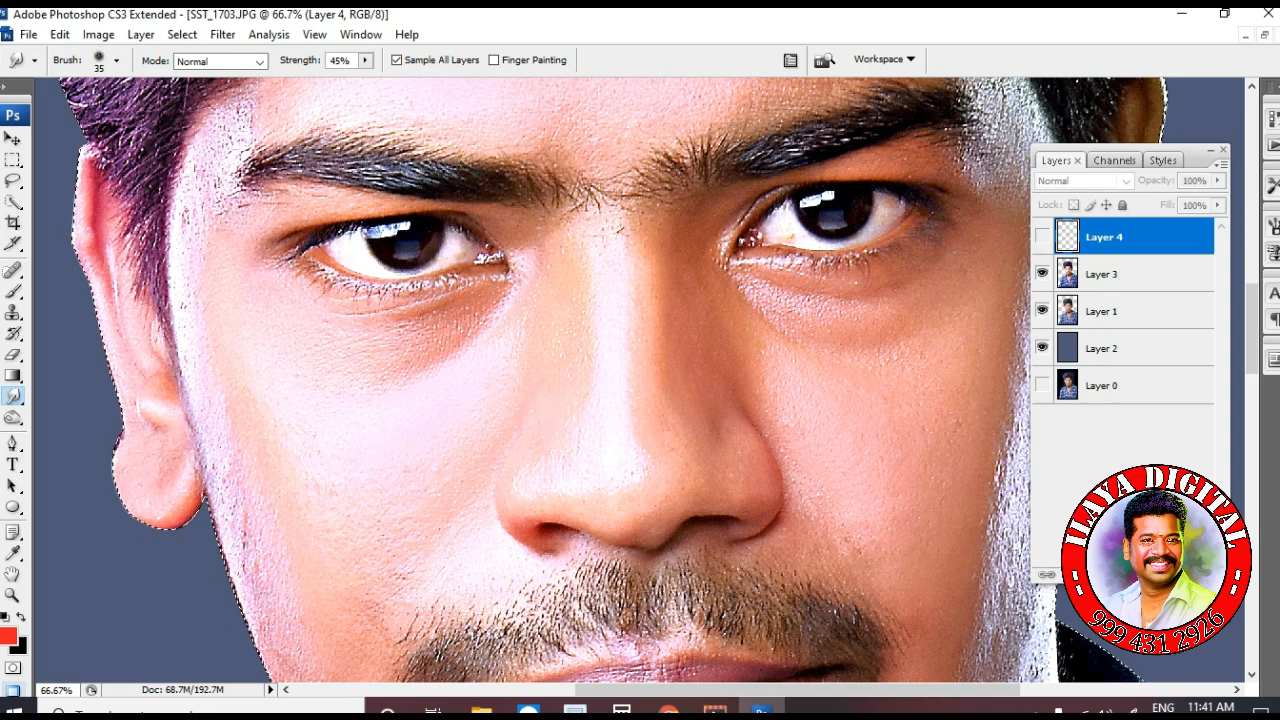 Adobe Photoshop CS3 Extended - [SST_1703.JPG @ 66.7% (Layer 4, RGB/8)]
File Edit Image Layer Select Filter Analysis View Window Help
Brush: 35 Mode: Normal Strength: 45% Sample All Layers Finger Painting Workspace
Ps
Layers Channels Styles
Normal Opacity: 100%
Lock: Fill: 100%
Layer 4
Layer 3
Layer 1
Layer 2
Layer 0
ILAYA DIGITAL
999 431 2926
66.67% Doc: 68.7M/192.7M
ENG 11:41 AM